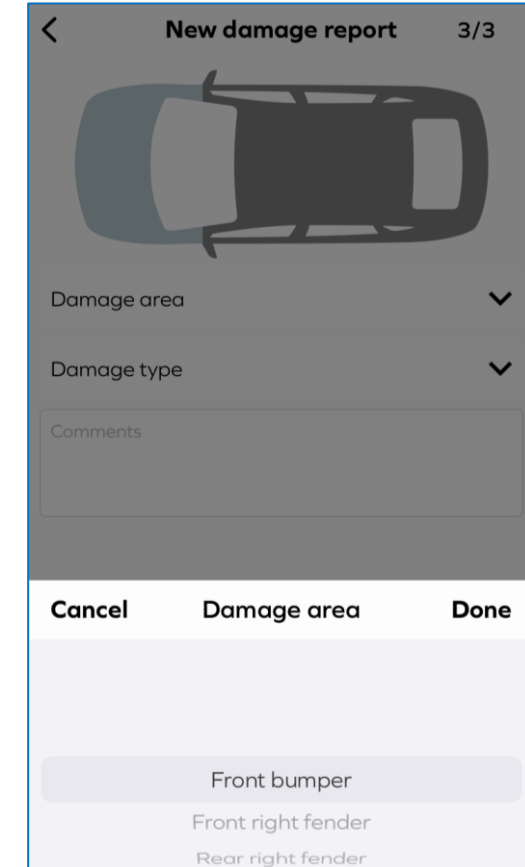 New damage report 3/3
Damage area
Damage type
Comments
Cancel Damage area Done
Front bumper
Front right fender
Rear right fender